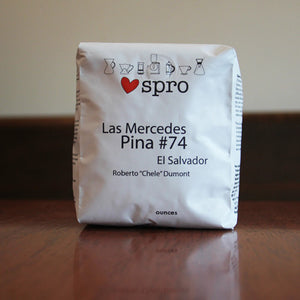 spro
Las Mercedes
Pina #74
El Salvador
Roberto "Chele" Dumont
ounces